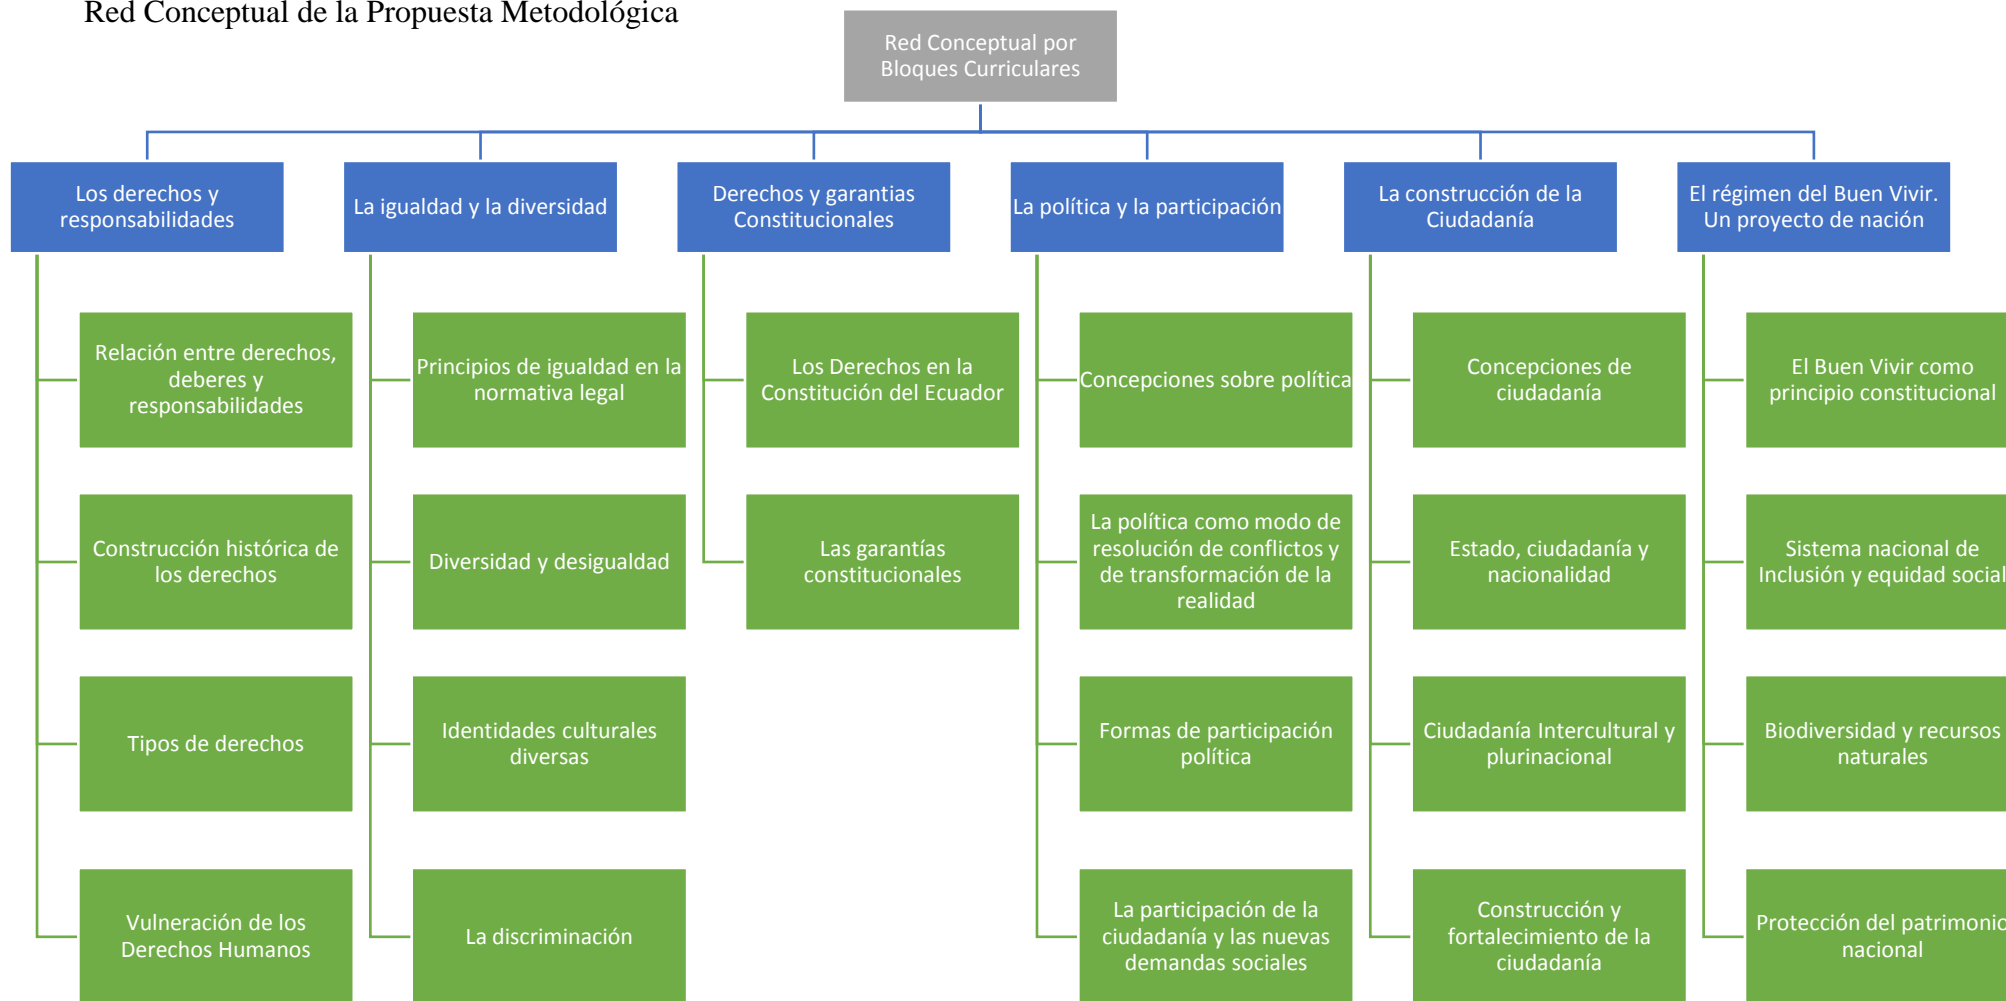 Red Conceptual de la Propuesta Metodológica
Red Conceptual por
Bloques Curriculares
Los derechos y
responsabilidades
Relación entre derechos,
deberes y
responsabilidades
Construcción histórica de
los derechos
Tipos de derechos
Vulneración de los
Derechos Humanos
La igualdad y la diversidad
Principios de igualdad en la
normativa legal
Diversidad y desigualdad
Identidades culturales
diversas
La discriminación
Derechos y garantias
Constitucionales
Los Derechos en la
Constitución del Ecuador
Las garantías
constitucionales
La política y la participación
Concepciones sobre política
La política como modo de
resolución de conflictos y
de transformación de la
realidad
Formas de participación
política
La participación de la
ciudadanía y las nuevas
demandas sociales
La construcción de la
Ciudadanía
Concepciones de
ciudadanía
Estado, ciudadanía y
nacionalidad
Ciudadanía Intercultural y
plurinacional
Construcción y
fortalecimiento de la
ciudadanía
El régimen del Buen Vivir.
Un proyecto de nación
El Buen Vivir como
principio constitucional
Sistema nacional de
Inclusión y equidad social
Biodiversidad y recursos
naturales
Protección del patrimonio
nacional